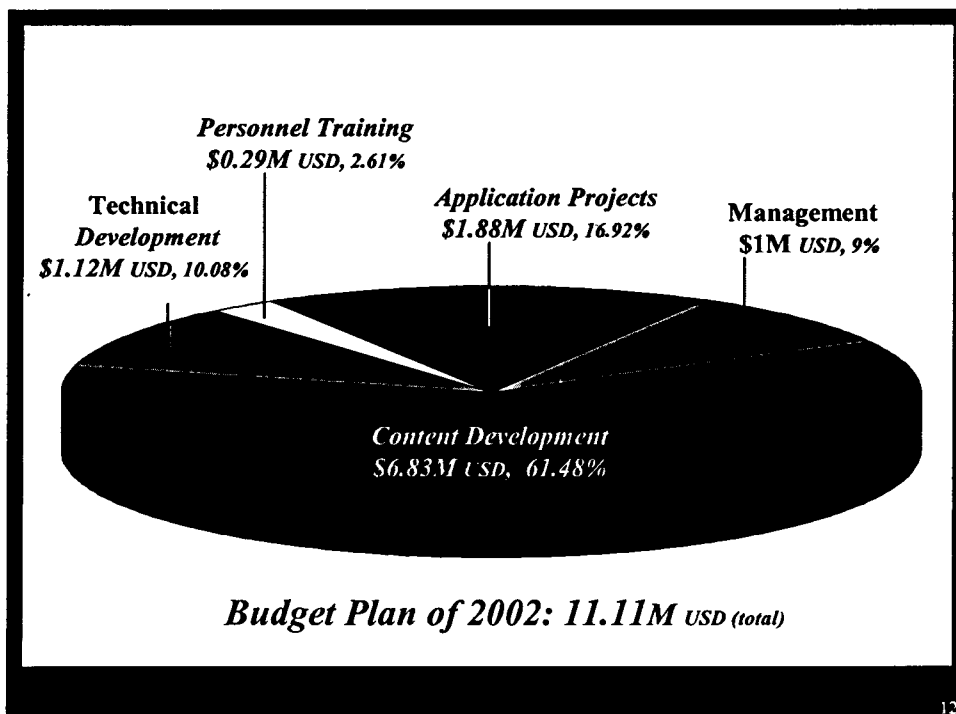 Personnel Training
$0.29M USD, 2.61%
Technical
Development
$1.12M USD, 10.08%
Application Projects
$1.88M USD, 16.92%
Management
$1M USD, 9%
Content Development
$6.83M USD, 61.48%
Budget Plan of 2002: 11.11M USD (total)
12